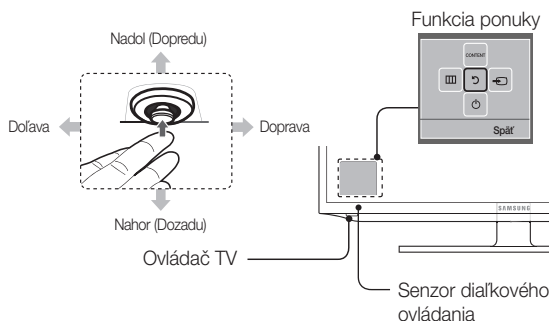 Funkcia ponuky
Nadol (Dopredu)
CONTENT
Doľava
Doprava
Späť
Nahor (Dozadu)
SAMSUNG
Ovládač TV
Senzor diaľkového
ovládania